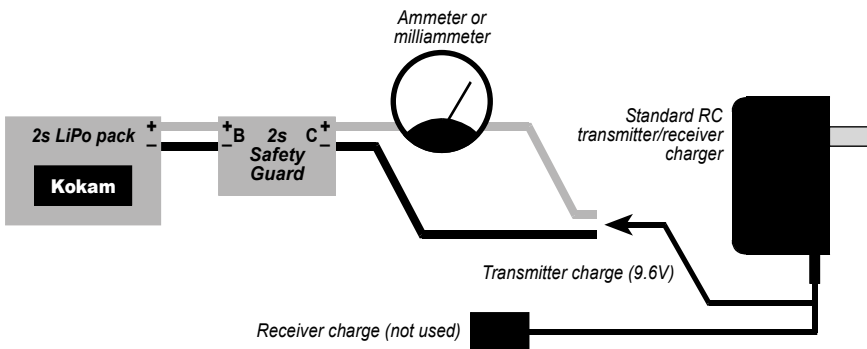 Ammeter or
milliammeter
Standard RC
transmitter/receiver
charger
2s LiPo pack
+
−
+
−
B
2s
Safety
Guard
C
+
−
Kokam
Transmitter charge (9.6V)
Receiver charge (not used)